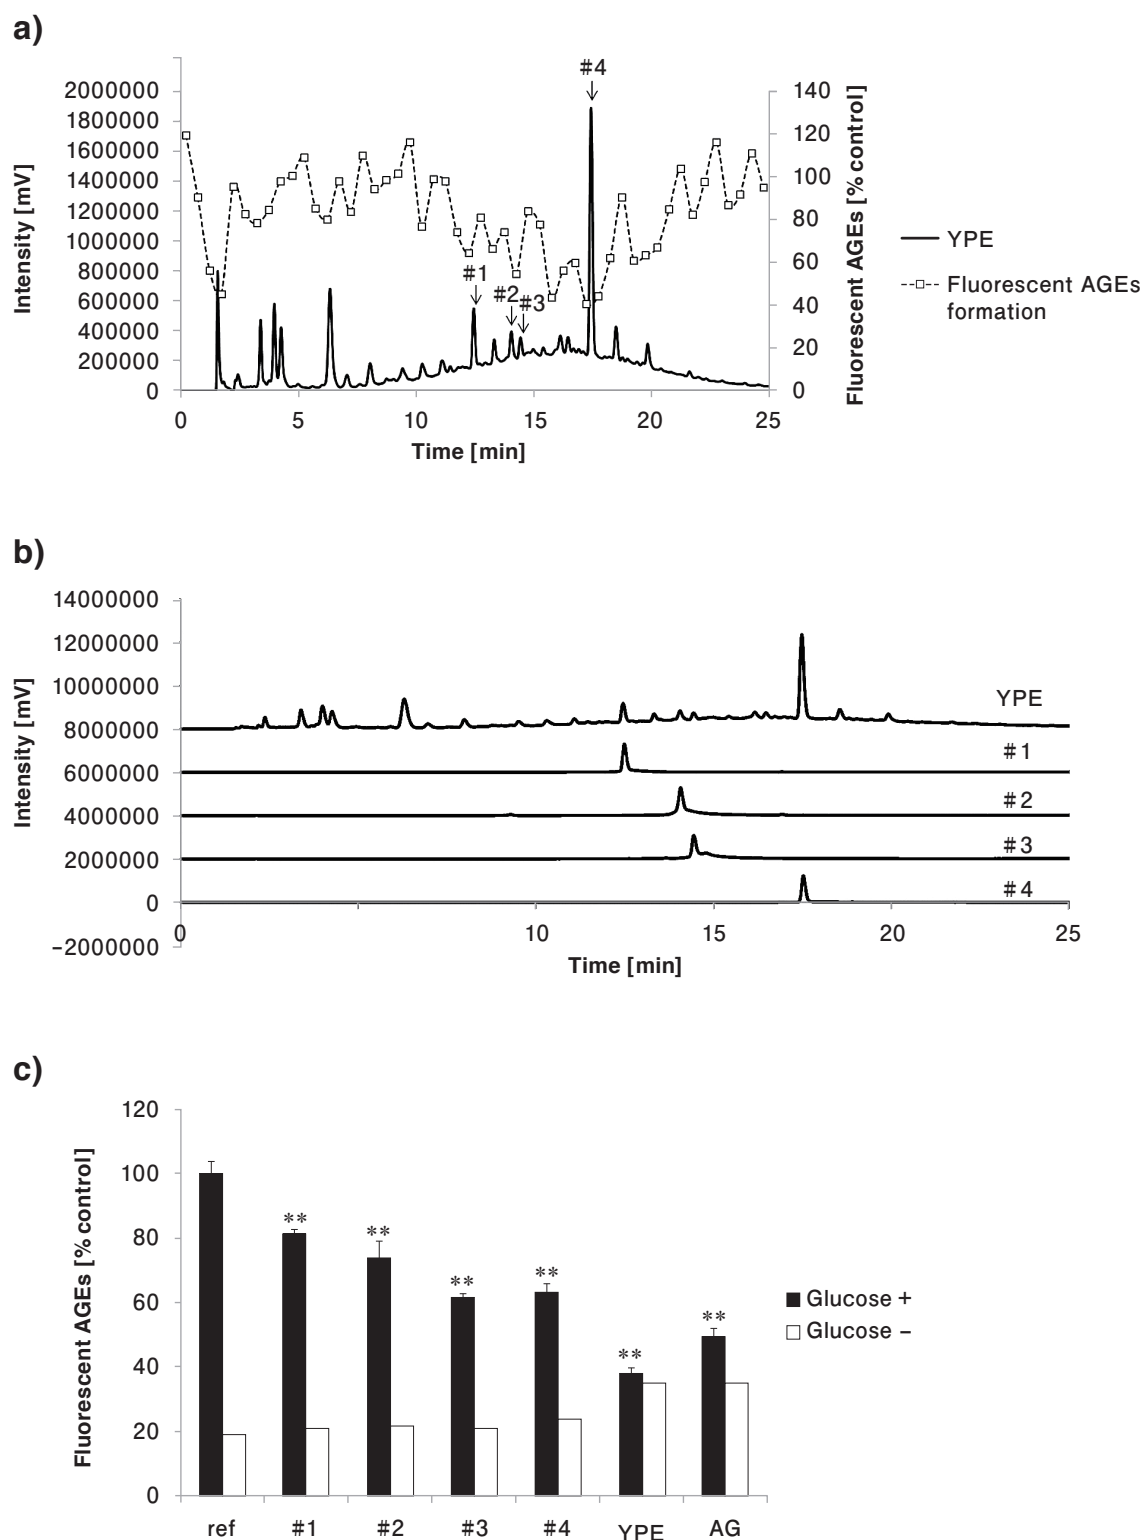 a)
#4
2000000
1800000
1600000
1400000
1200000
1000000
800000
600000
400000
200000
0
Intensity [mV]
140
120
100
80
60
40
20
0
Fluorescent AGEs [% control]
#1
#2
#3
0 5 10 15 20 25
Time [min]
YPE
Fluorescent AGEs
formation
b)
14000000
12000000
10000000
8000000
6000000
4000000
2000000
0
−2000000
Intensity [mV]
YPE
#1
#2
#3
#4
0 10 15 20 25
Time [min]
c)
120
100
80
60
40
20
0
Fluorescent AGEs [% control]
**
**
**
**
**
**
Glucose +
Glucose −
ref #1 #2 #3 #4 YPE AG